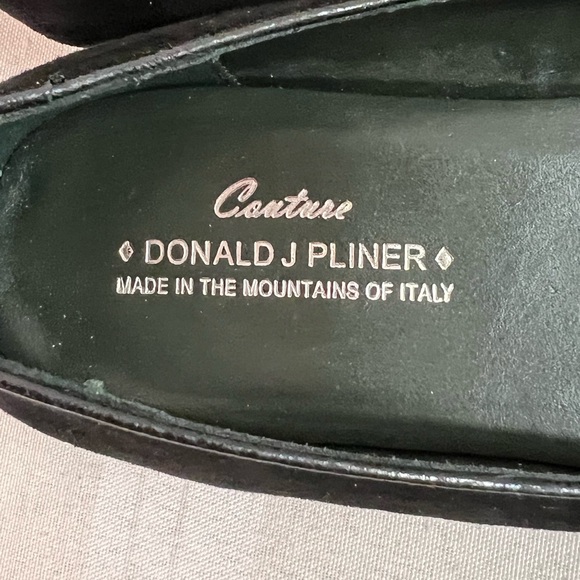 Couture
DONALD J PLINER
MADE IN THE MOUNTAINS OF ITALY